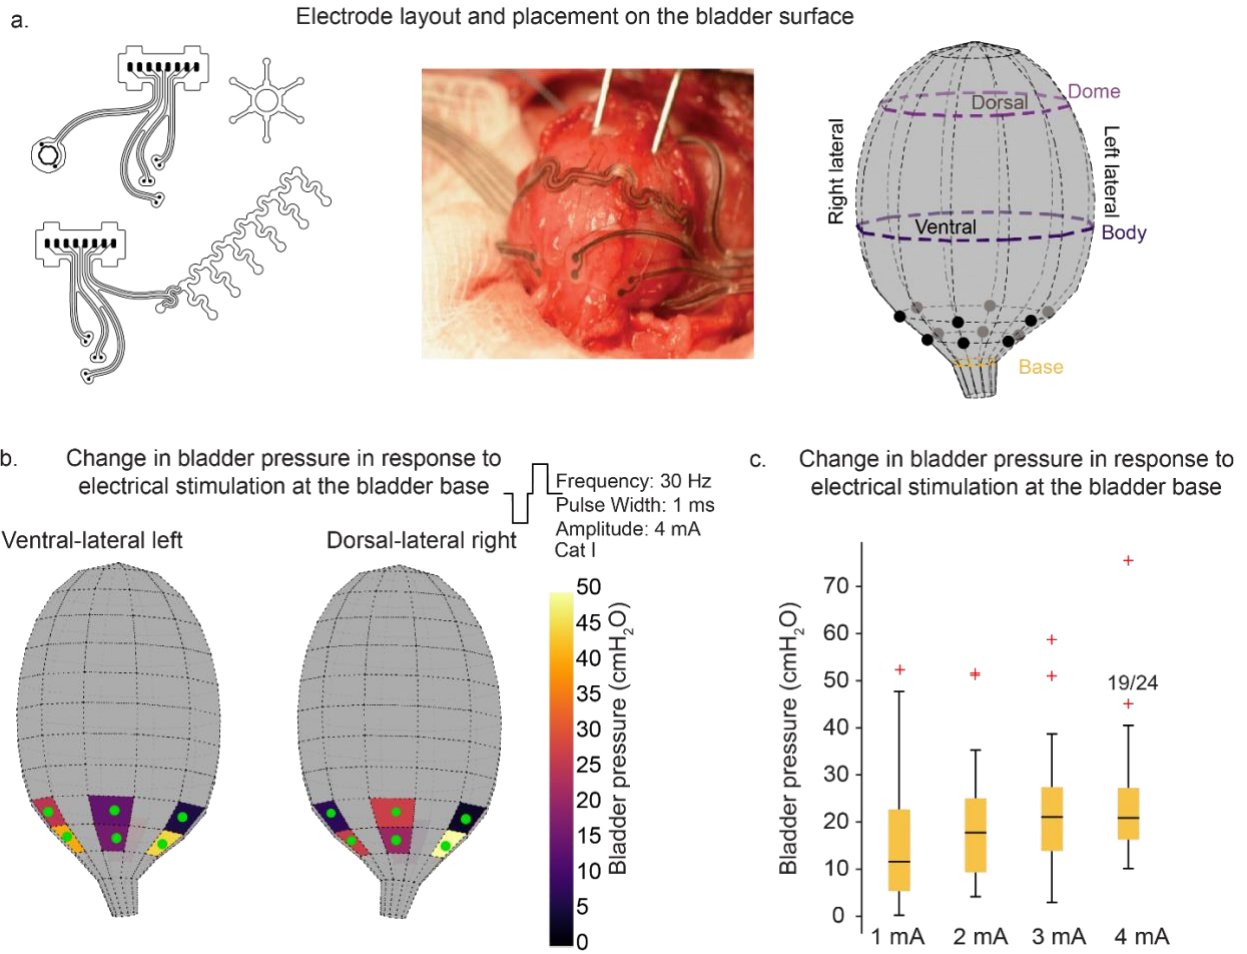 a.
Electrode layout and placement on the bladder surface
Dorsal
Dome
Right lateral
Left lateral
Ventral
Body
Base
b.
Change in bladder pressure in response to
electrical stimulation at the bladder base
Frequency: 30 Hz
Pulse Width: 1 ms
Amplitude: 4 mA
Cat I
Ventral-lateral left
Dorsal-lateral right
50
45
40
35
30
25
20
15
10
5
0
Bladder pressure (cmH₂O)
c.
Change in bladder pressure in response to
electrical stimulation at the bladder base
Bladder pressure (cmH₂O)
70
60
50
40
30
20
10
0
19/24
1 mA
2 mA
3 mA
4 mA